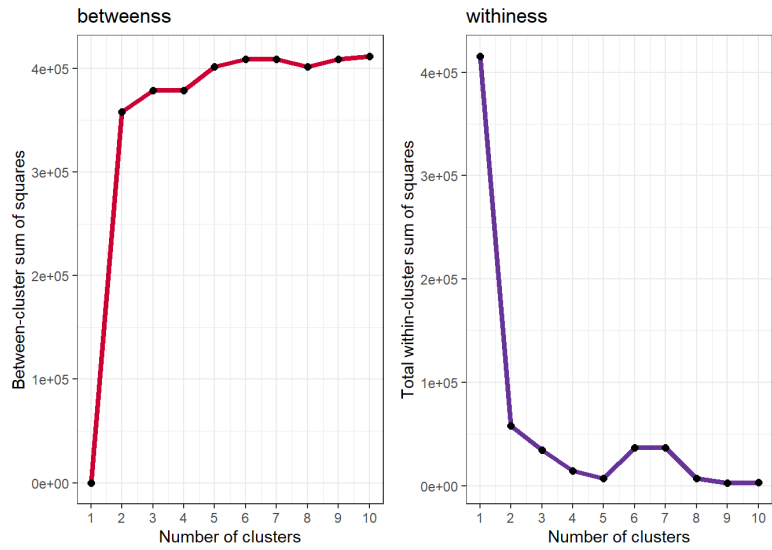 betweenss
Between-cluster sum of squares
4e+05
3e+05
2e+05
1e+05
0e+00
1 2 3 4 5 6 7 8 9 10
Number of clusters
withiness
Total within-cluster sum of squares
4e+05
3e+05
2e+05
1e+05
0e+00
1 2 3 4 5 6 7 8 9 10
Number of clusters